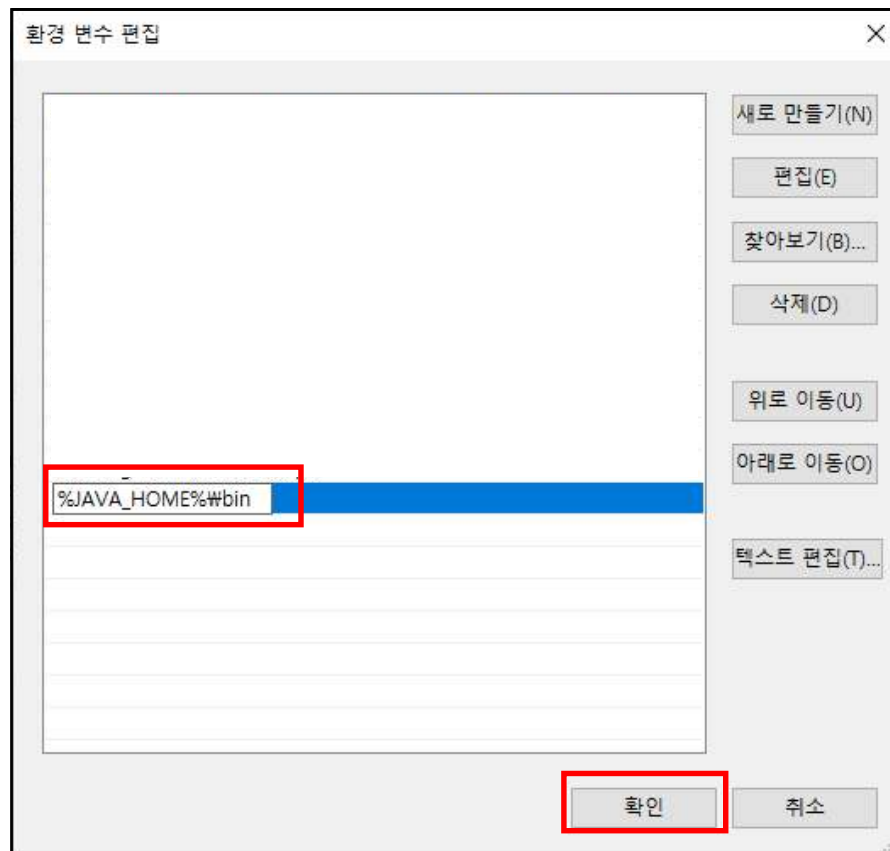 환경 변수 편집
새로 만들기(N)
편집(E)
찾아보기(B)...
삭제(D)
위로 이동(U)
아래로 이동(O)
%JAVA_HOME%₩bin
텍스트 편집(T)...
확인
취소